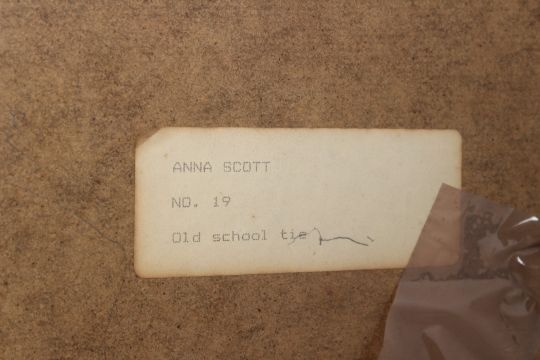 ANNA SCOTT
NO. 19
Old school tie